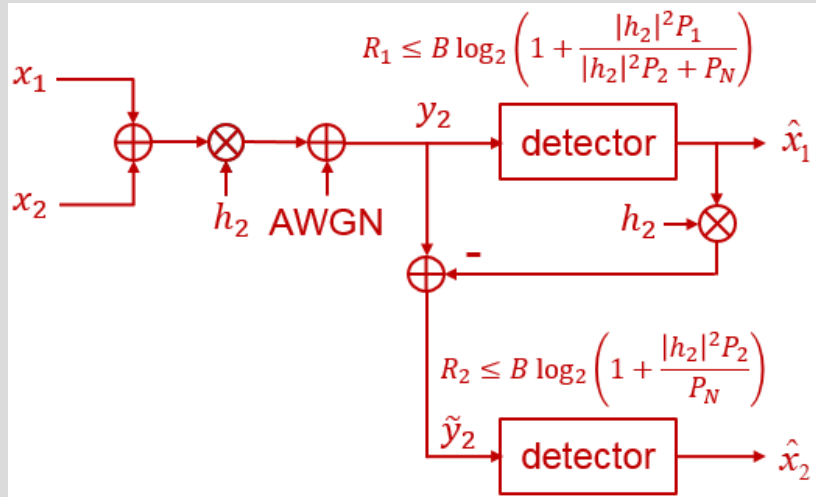 R₁ ≤ B log₂ (1 + |h₂|²P₁ / (|h₂|²P₂ + P_N))
x₁
y₂
detector
x̂₁
x₂
h₂
AWGN
h₂
-
R₂ ≤ B log₂ (1 + |h₂|²P₂ / P_N)
ỹ₂
detector
x̂₂